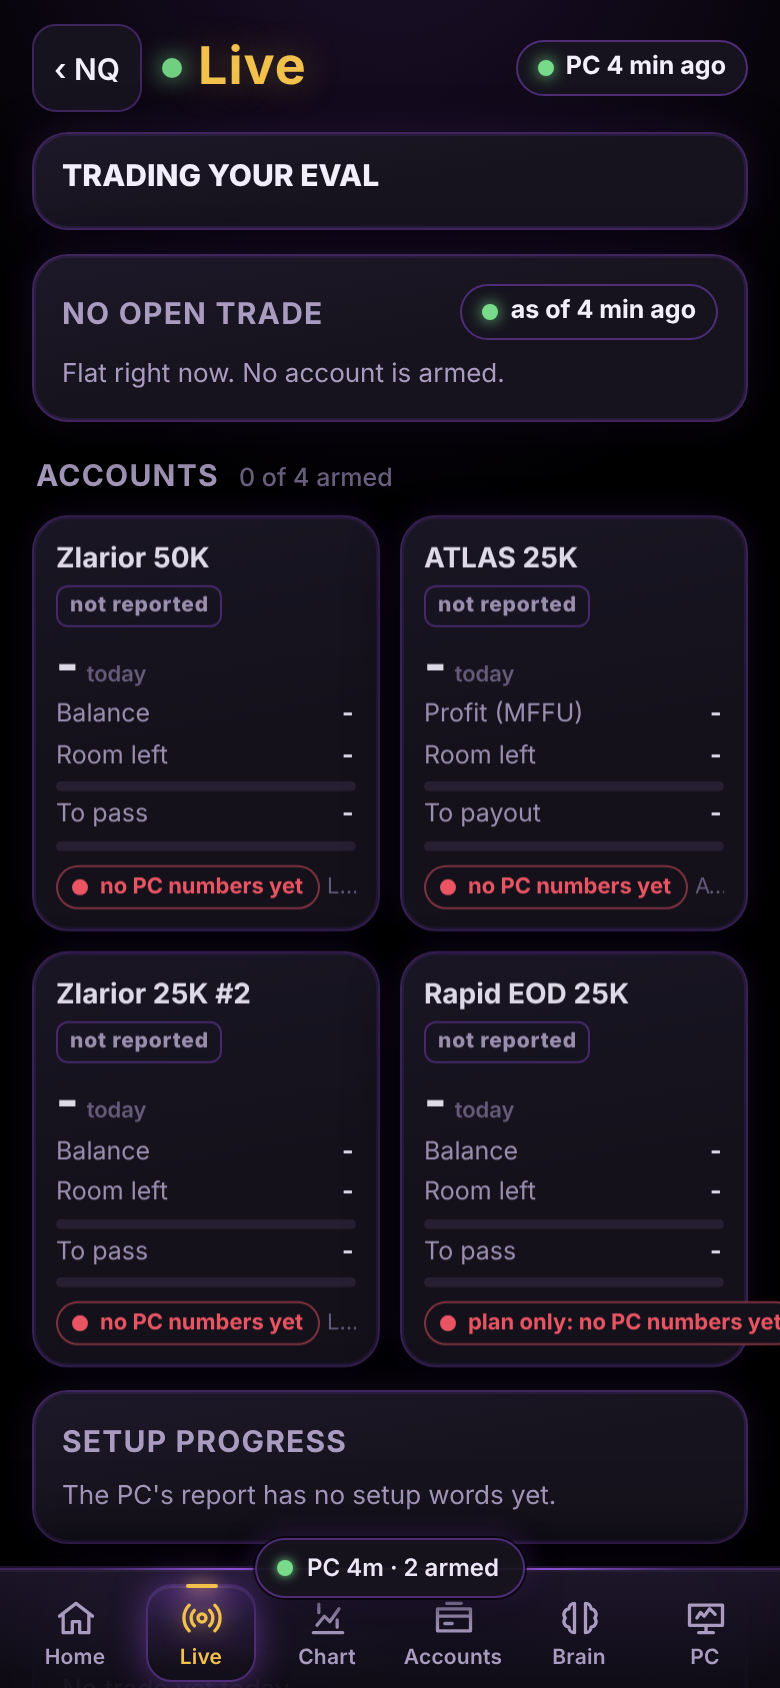 ‹ NQ
Live
PC 4 min ago
TRADING YOUR EVAL
NO OPEN TRADE
as of 4 min ago
Flat right now. No account is armed.
ACCOUNTS 0 of 4 armed
Zlarior 50K
not reported
- today
Balance -
Room left -
To pass -
no PC numbers yet L...
ATLAS 25K
not reported
- today
Profit (MFFU) -
Room left -
To payout -
no PC numbers yet A...
Zlarior 25K #2
not reported
- today
Balance -
Room left -
To pass -
no PC numbers yet L...
Rapid EOD 25K
not reported
- today
Balance -
Room left -
To pass -
plan only: no PC numbers yet
SETUP PROGRESS
The PC's report has no setup words yet.
PC 4m · 2 armed
Home
Live
Chart
Accounts
Brain
PC